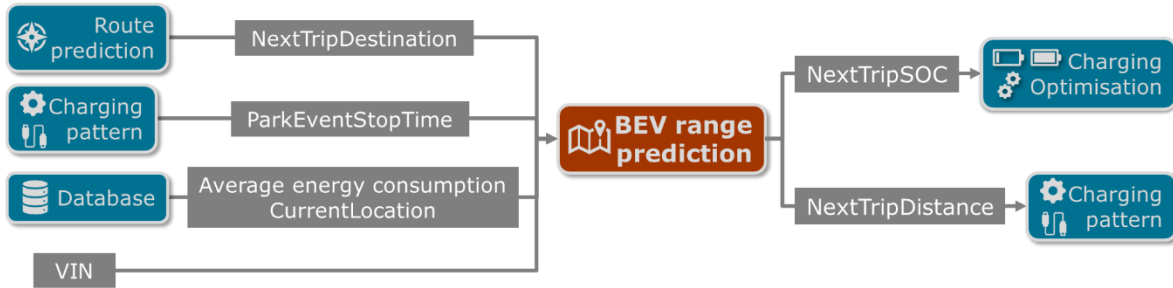 Route
prediction
NextTripDestination
Charging
pattern
ParkEventStopTime
Database
Average energy consumption
CurrentLocation
VIN
BEV range
prediction
NextTripSOC
Charging
Optimisation
NextTripDistance
Charging
pattern